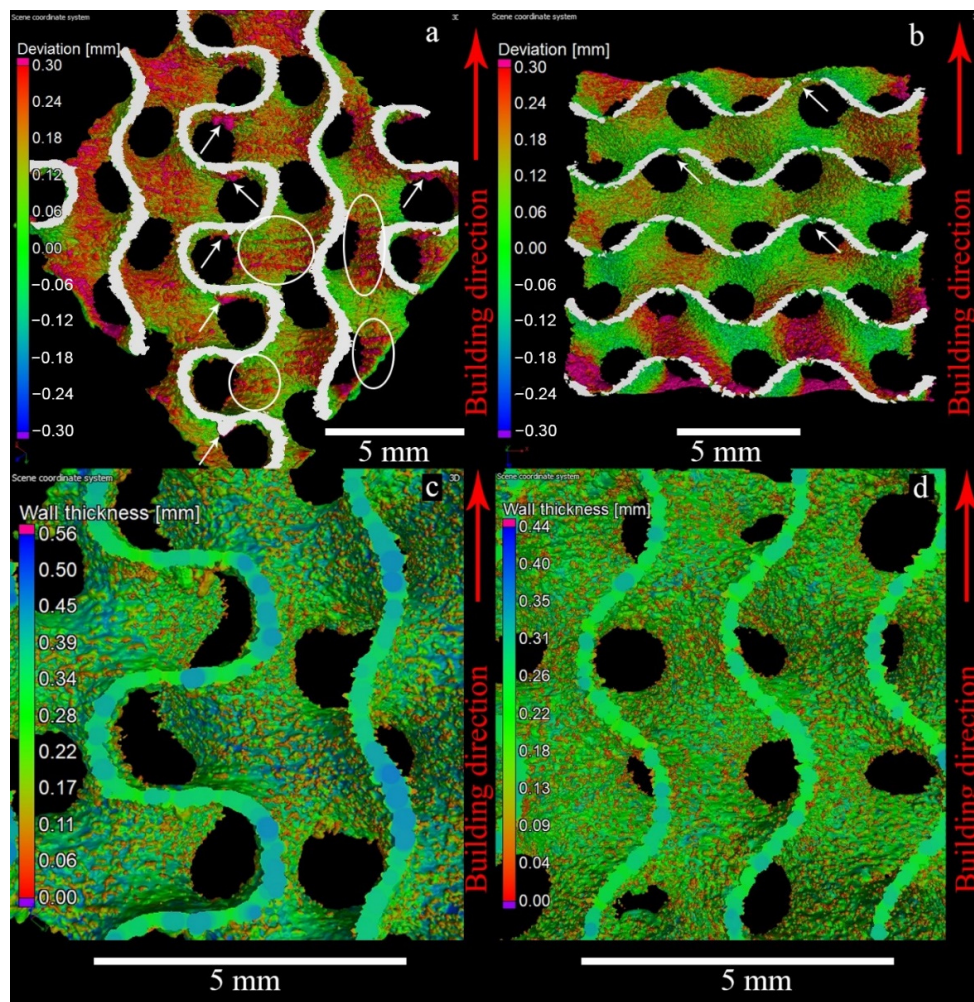 Scene coordinate system
3D
a
Deviation [mm]
0.30
0.24
0.18
0.12
0.06
0.00
−0.06
−0.12
−0.18
−0.24
−0.30
5 mm
Building direction
Scene coordinate system
b
Deviation [mm]
0.30
0.24
0.18
0.12
0.06
0.00
−0.06
−0.12
−0.18
−0.24
−0.30
5 mm
Building direction
Scene coordinate system
3D
c
Wall thickness [mm]
0.56
0.50
0.45
0.39
0.34
0.28
0.22
0.17
0.11
0.06
0.00
5 mm
Building direction
Scene coordinate system
d
Wall thickness [mm]
0.44
0.40
0.35
0.31
0.26
0.22
0.18
0.13
0.09
0.04
0.00
5 mm
Building direction